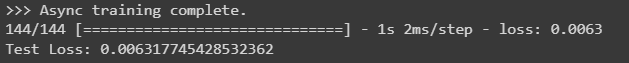 >>> Async training complete.
144/144 [==============================] - 1s 2ms/step - loss: 0.0063
Test Loss: 0.006317745428532362